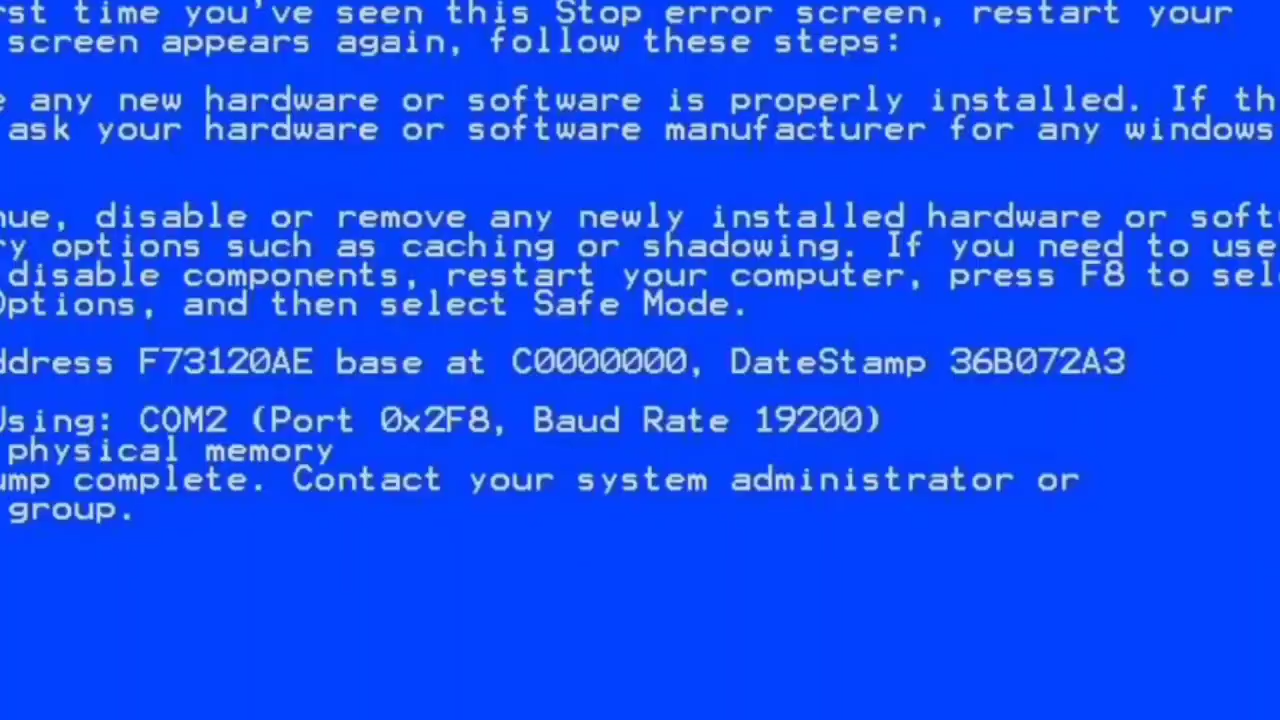 rst time you've seen this Stop error screen, restart your
screen appears again, follow these steps:
e any new hardware or software is properly installed. If th
ask your hardware or software manufacturer for any windows
nue, disable or remove any newly installed hardware or soft
ry options such as caching or shadowing. If you need to use
disable components, restart your computer, press F8 to sel
Options, and then select Safe Mode.
ddress F73120AE base at C0000000, DateStamp 36B072A3
Using: COM2 (Port 0x2F8, Baud Rate 19200)
physical memory
ump complete. Contact your system administrator or
group.